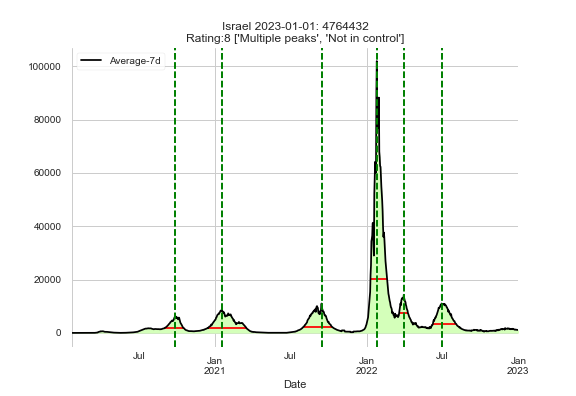 Israel 2023-01-01: 4764432
Rating:8 ['Multiple peaks', 'Not in control']
Average-7d
100000
80000
60000
40000
20000
0
Jul
Jan
2021
Jul
Jan
2022
Jul
Jan
2023
Date